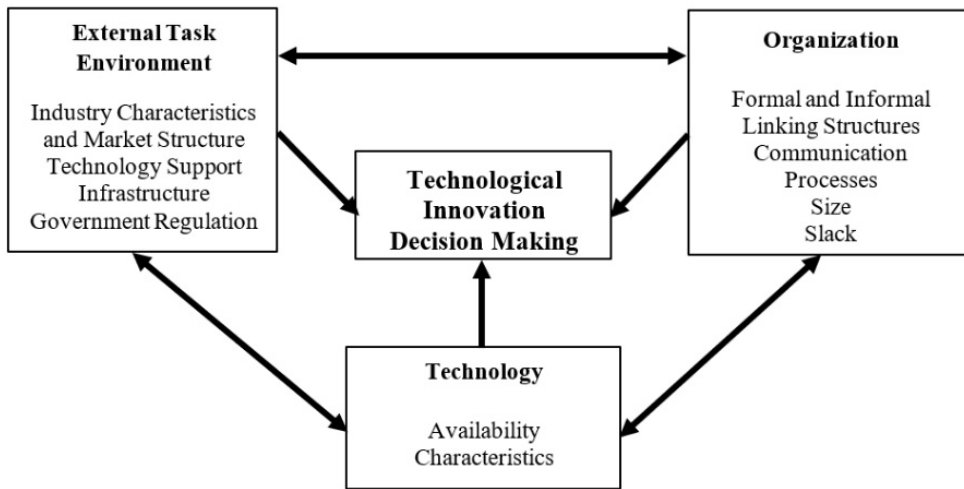 External Task
Environment
Industry Characteristics
and Market Structure
Technology Support
Infrastructure
Government Regulation
Organization
Formal and Informal
Linking Structures
Communication
Processes
Size
Slack
Technological
Innovation
Decision Making
Technology
Availability
Characteristics